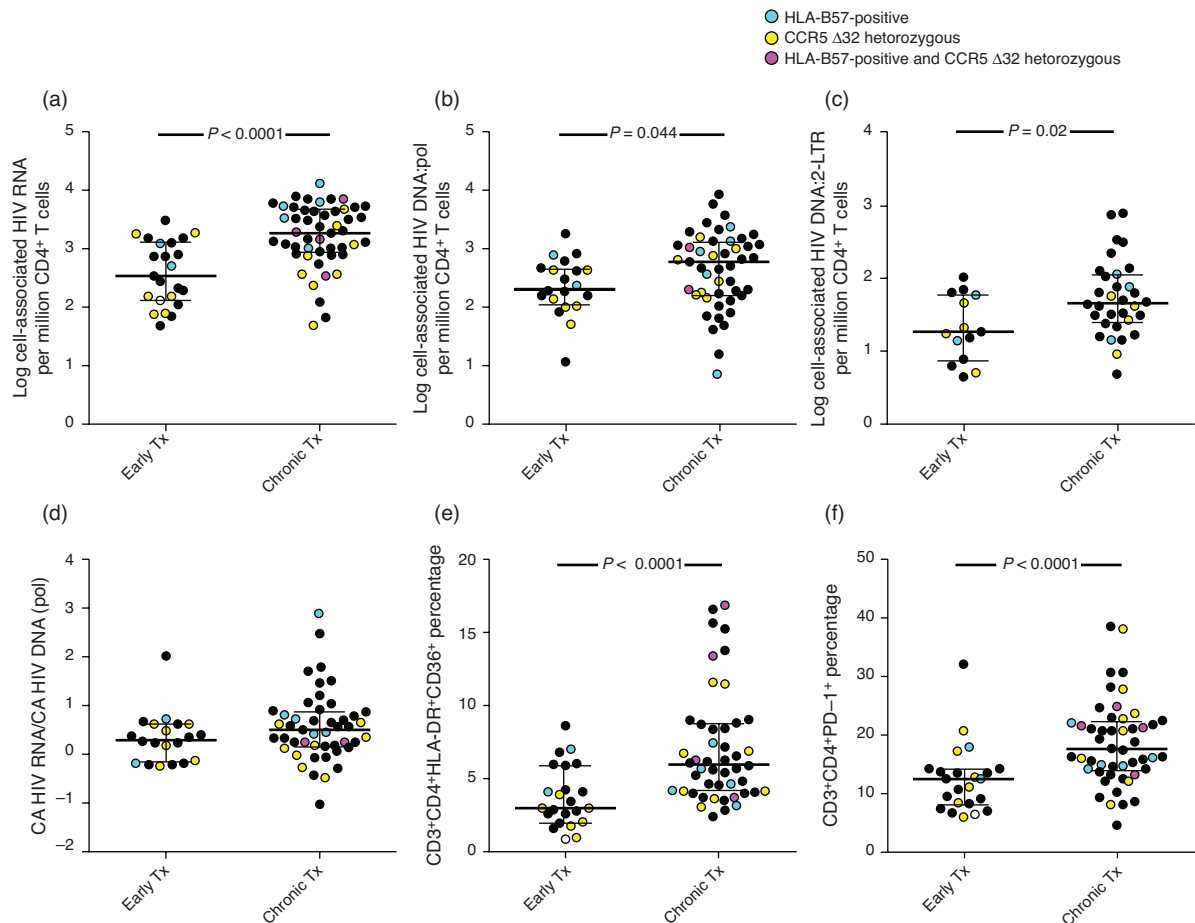 HLA-B57-positive
CCR5 Δ32 hetorozygous
HLA-B57-positive and CCR5 Δ32 hetorozygous
(a)
P < 0.0001
Log cell-associated HIV RNA
per million CD4⁺ T cells
5
4
3
2
1
0
Early Tx
Chronic Tx
(b)
P = 0.044
Log cell-associated HIV DNA:pol
per million CD4⁺ T cells
5
4
3
2
1
0
Early Tx
Chronic Tx
(c)
P = 0.02
Log cell-associated HIV DNA:2-LTR
per million CD4⁺ T cells
4
3
2
1
0
Early Tx
Chronic Tx
(d)
CA HIV RNA/CA HIV DNA (pol)
4
3
2
1
0
−1
−2
Early Tx
Chronic Tx
(e)
P < 0.0001
CD3⁺CD4⁺HLA-DR⁺CD36⁺ percentage
20
15
10
5
0
Early Tx
Chronic Tx
(f)
P < 0.0001
CD3⁺CD4⁺PD–1⁺ percentage
50
40
30
20
10
0
Early Tx
Chronic Tx